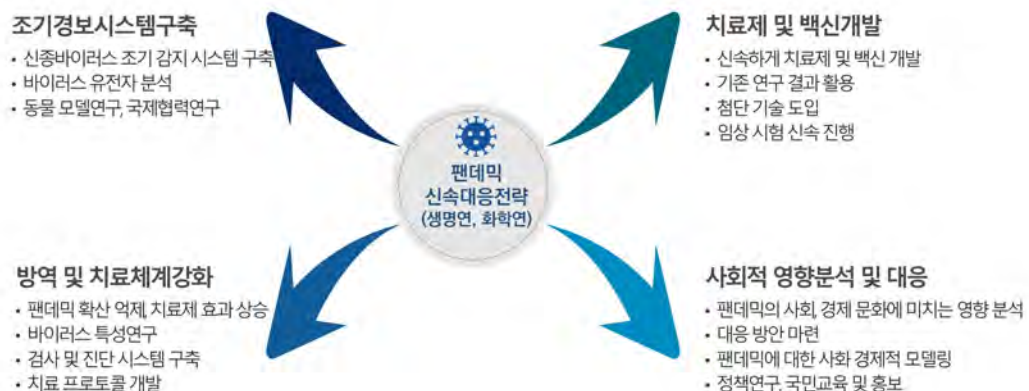 조기경보시스템구축
• 신종바이러스 조기 감지 시스템 구축
• 바이러스 유전자 분석
• 동물 모델연구, 국제협력연구
치료제 및 백신개발
• 신속하게 치료제 및 백신 개발
• 기존 연구 결과 활용
• 첨단 기술 도입
• 임상 시험 신속 진행
팬데믹
신속대응전략
(생명연, 화학연)
방역 및 치료체계강화
• 팬데믹 확산 억제, 치료제 효과 상승
• 바이러스 특성연구
• 검사 및 진단 시스템 구축
• 치료 프로토콜 개발
사회적 영향분석 및 대응
• 팬데믹의 사회, 경제 문화에 미치는 영향 분석
• 대응 방안 마련
• 팬데믹에 대한 사화 경제적 모델링
• 정책연구, 국민교육 및 홍보